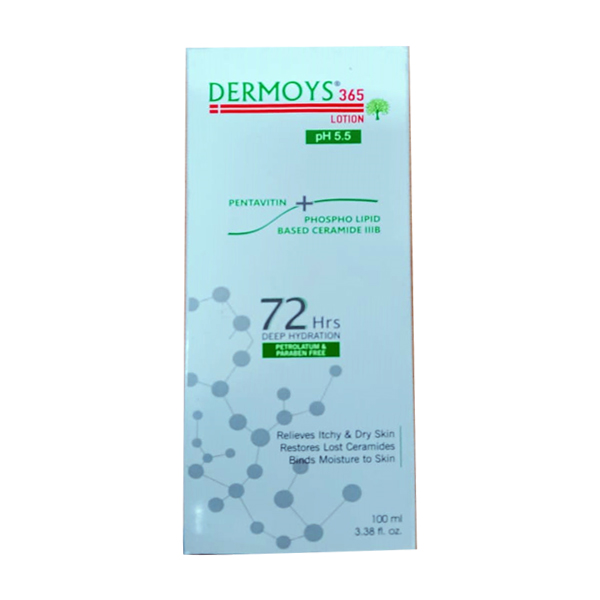 DERMOYS® 365
LOTION
pH 5.5
PENTAVITIN +
PHOSPHO LIPID
BASED CERAMIDE IIIB
72 Hrs
DEEP HYDRATION
PETROLATUM &
PARABEN FREE
Relieves Itchy & Dry Skin
Restores Lost Ceramides
Binds Moisture to Skin
100 ml
3.38 fl. oz.